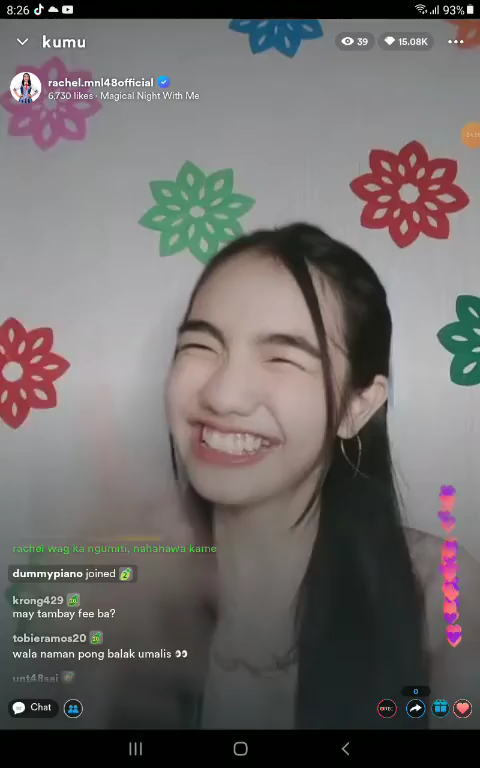 8:26
93%
kumu
39
15.08K
rachel.mnl48official
6,730 likes · Magical Night With Me
rachel wag ka ngumiti, nahahawa kame
dummypiano joined
krong429
may tambay fee ba?
tobieramos20
wala naman pong balak umalis 👀
unt48sai
Chat
0